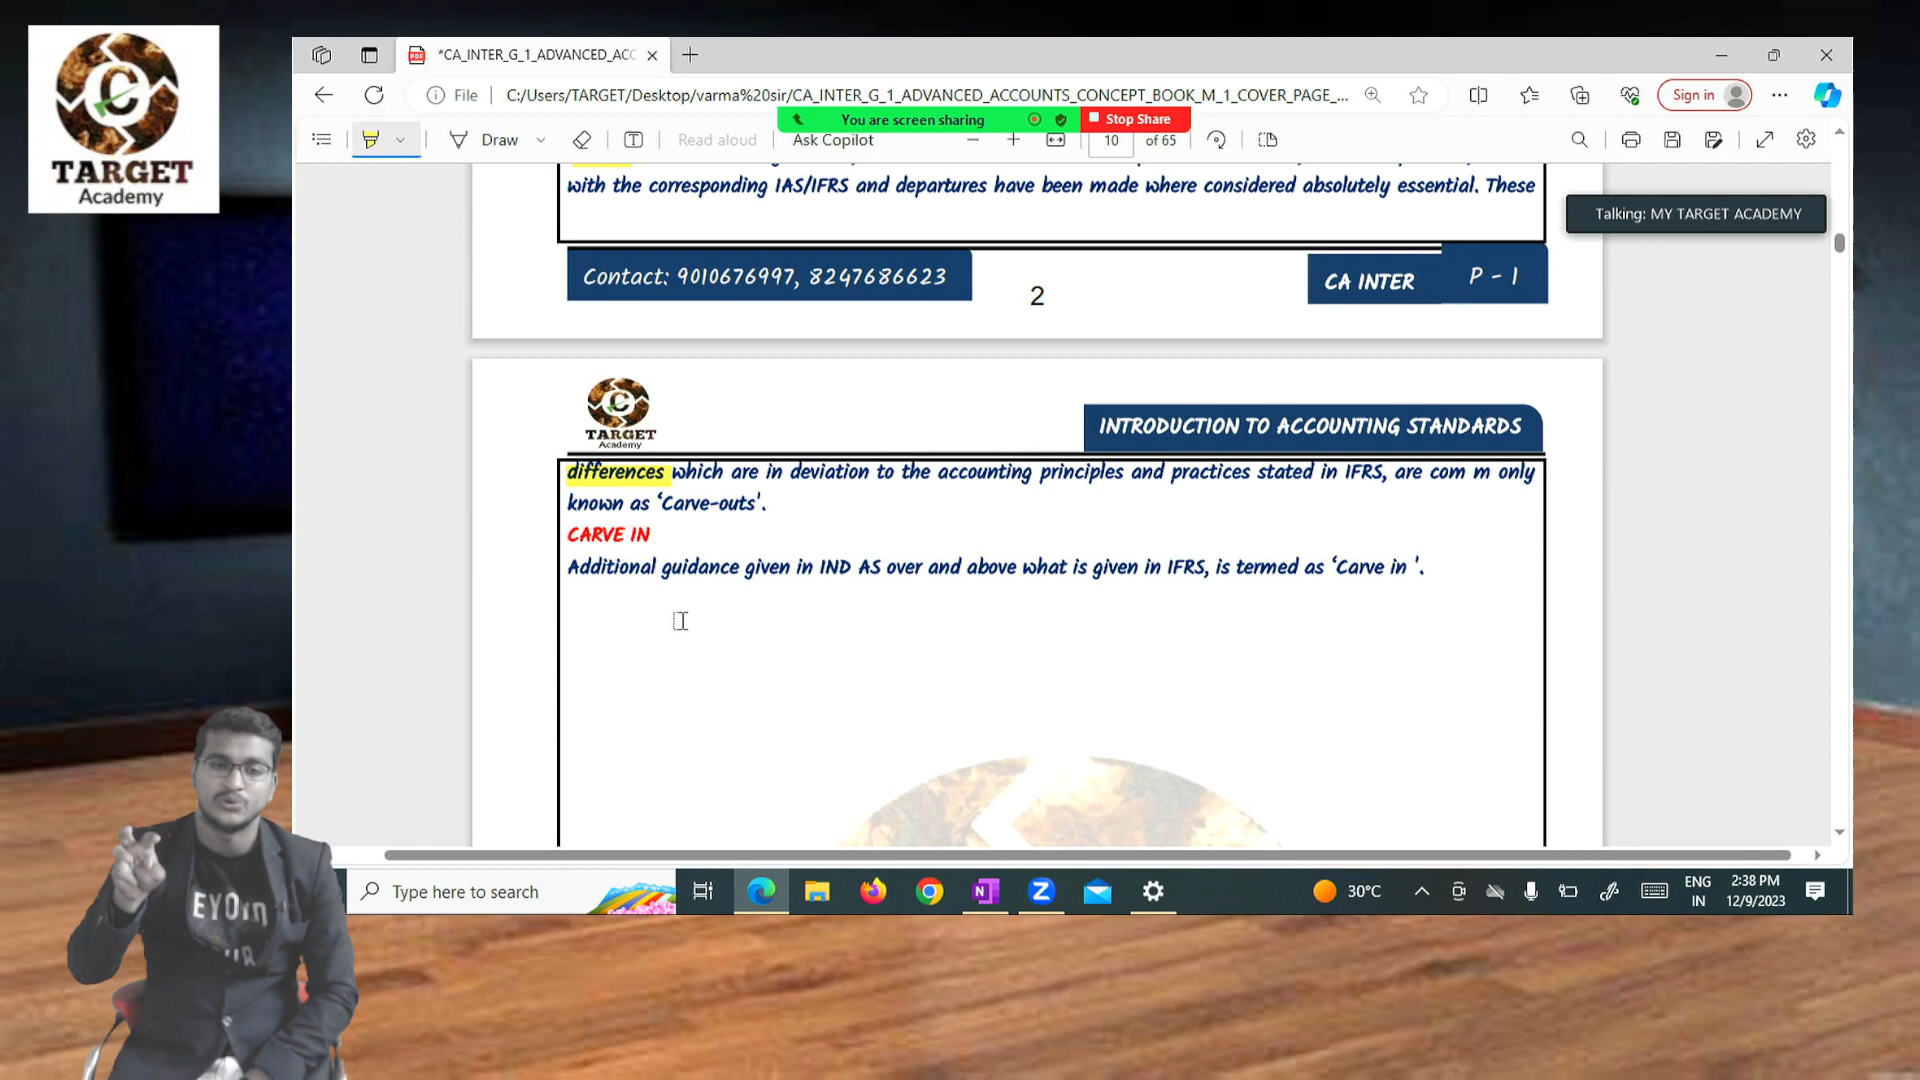 TARGET
Academy
*CA_INTER_G_1_ADVANCED_ACC
File
C:/Users/TARGET/Desktop/varma%20sir/CA_INTER_G_1_ADVANCED_ACCOUNTS_CONCEPT_BOOK_M_1_COVER_PAGE_...
Sign in
You are screen sharing
Stop Share
Draw
Read aloud
Ask Copilot
10
of 65
with the corresponding IAS/IFRS and departures have been made where considered absolutely essential. These
Talking: MY TARGET ACADEMY
Contact: 9010676997, 8247686623
2
CA INTER
P - 1
TARGET
Academy
INTRODUCTION TO ACCOUNTING STANDARDS
differences which are in deviation to the accounting principles and practices stated in IFRS, are com m only
known as ‘Carve-outs'.
CARVE IN
Additional guidance given in IND AS over and above what is given in IFRS, is termed as ‘Carve in '.
Type here to search
30°C
ENG
IN
2:38 PM
12/9/2023